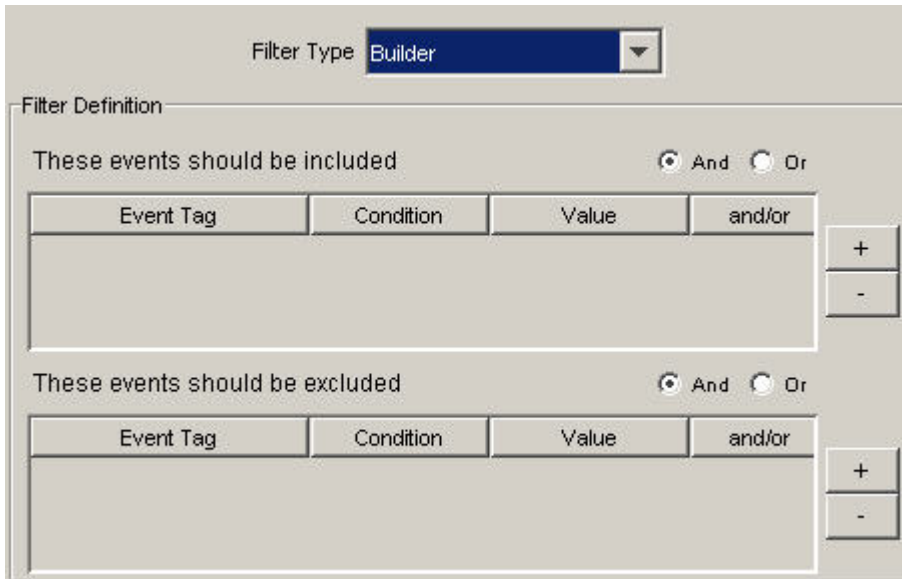 Filter Type Builder
Filter Definition
These events should be included And Or
Event Tag Condition Value and/or
+
-
These events should be excluded And Or
Event Tag Condition Value and/or
+
-